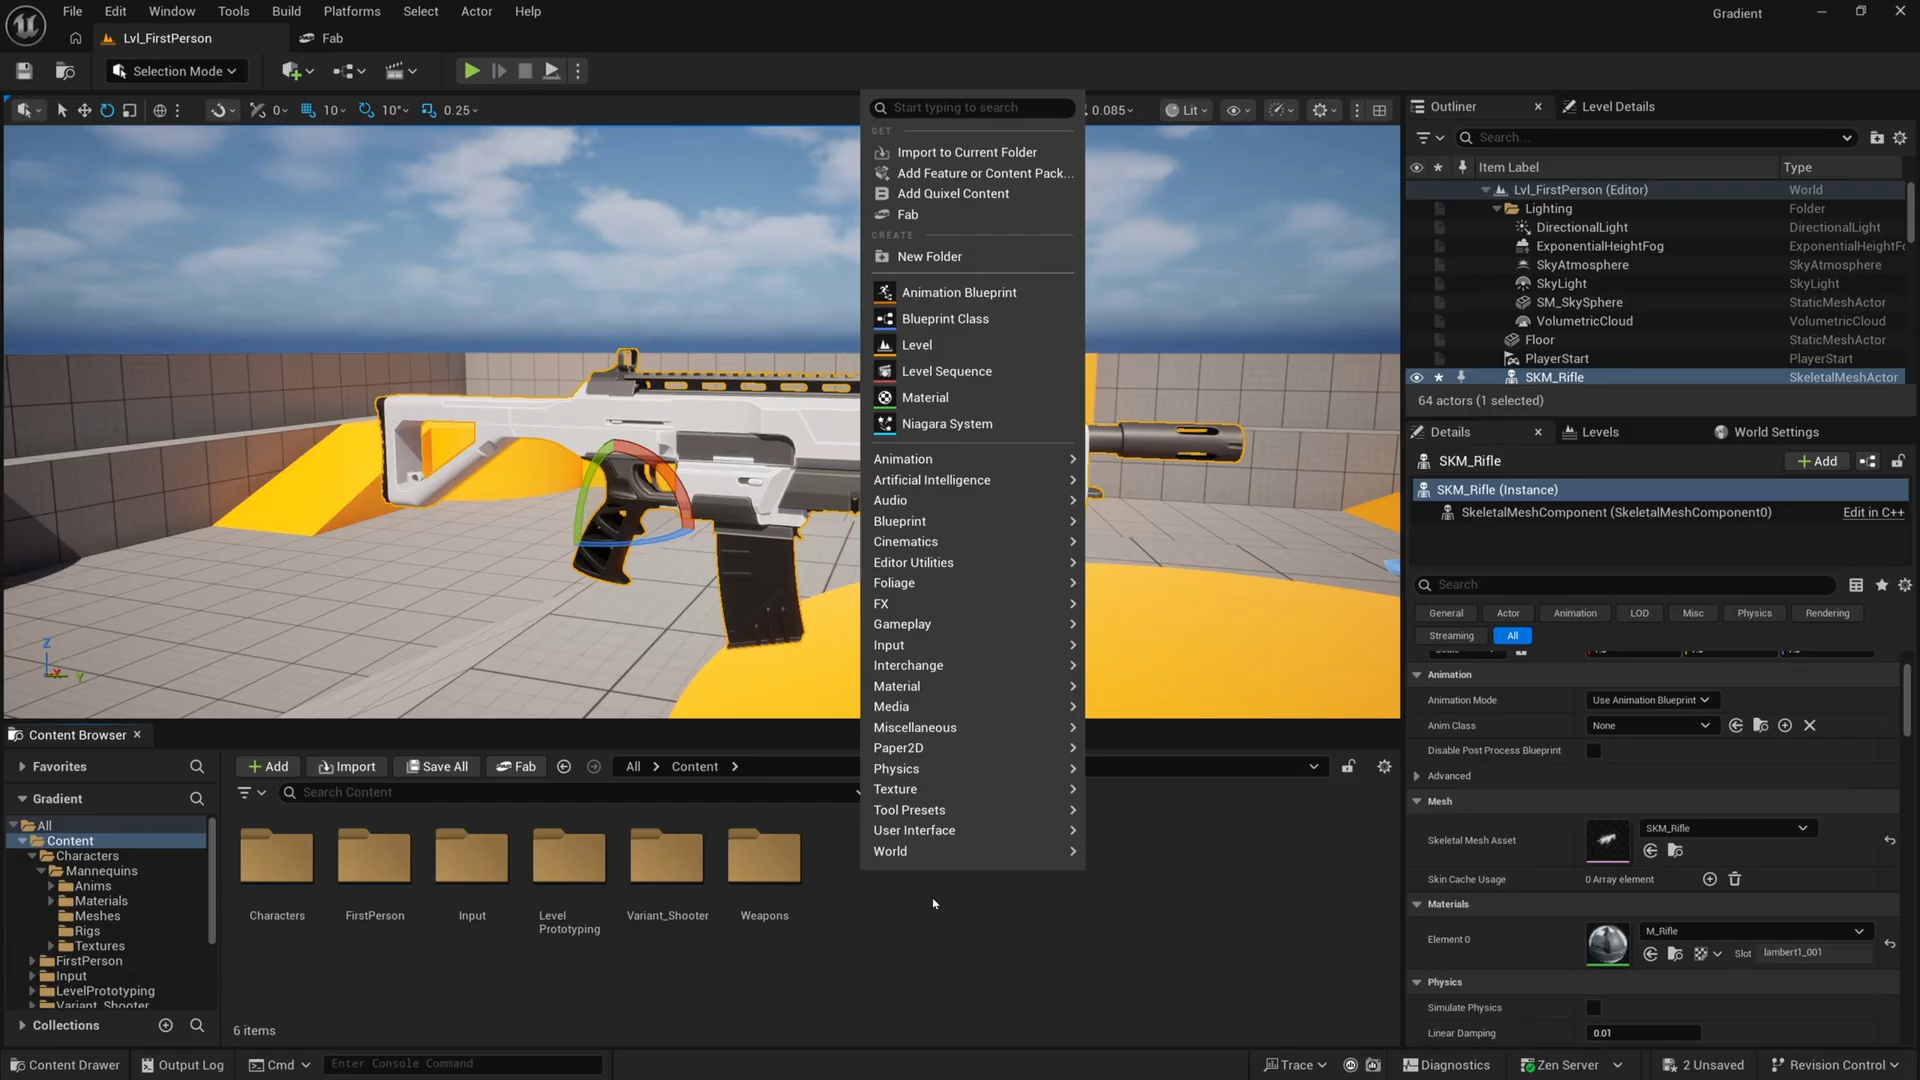 File Edit Window Tools Build Platforms Select Actor Help
Gradient
Lvl_FirstPerson
Fab
Selection Mode
0
10
10°
0.25
0.085
Lit
Start typing to search
GET
Import to Current Folder
Add Feature or Content Pack...
Add Quixel Content
Fab
CREATE
New Folder
Animation Blueprint
Blueprint Class
Level
Level Sequence
Material
Niagara System
Animation
Artificial Intelligence
Audio
Blueprint
Cinematics
Editor Utilities
Foliage
FX
Gameplay
Input
Interchange
Material
Media
Miscellaneous
Paper2D
Physics
Texture
Tool Presets
User Interface
World
Z
Y
Outliner
Level Details
Search...
Item Label Type
Lvl_FirstPerson (Editor) World
Lighting Folder
DirectionalLight DirectionalLight
ExponentialHeightFog ExponentialHeightFo
SkyAtmosphere SkyAtmosphere
SkyLight SkyLight
SM_SkySphere StaticMeshActor
VolumetricCloud VolumetricCloud
Floor StaticMeshActor
PlayerStart PlayerStart
SKM_Rifle SkeletalMeshActor
64 actors (1 selected)
Details
Levels
World Settings
SKM_Rifle
Add
SKM_Rifle (Instance)
SkeletalMeshComponent (SkeletalMeshComponent0) Edit in C++
Search
General Actor Animation LOD Misc Physics Rendering
Streaming All
Animation
Animation Mode Use Animation Blueprint
Anim Class None
Disable Post Process Blueprint
Advanced
Mesh
Skeletal Mesh Asset SKM_Rifle
Skin Cache Usage 0 Array element
Materials
Element 0 M_Rifle
Slot lambert1_001
Physics
Simulate Physics
Linear Damping 0.01
Content Browser
Favorites
Gradient
All
Content
Characters
Mannequins
Anims
Materials
Meshes
Rigs
Textures
FirstPerson
Input
LevelPrototyping
Variant_Shooter
Collections
Add Import Save All Fab All Content
Search Content
Characters
FirstPerson
Input
Level
Prototyping
Variant_Shooter
Weapons
6 items
Content Drawer Output Log Cmd Enter Console Command
Trace Diagnostics Zen Server 2 Unsaved Revision Control